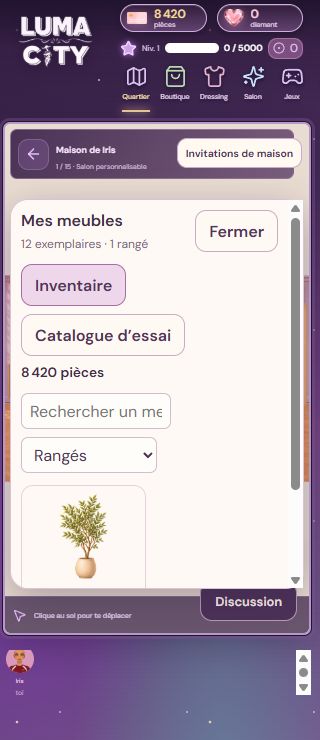 LUMA
CITY
8 420
pièces
0
diamant
Niv. 1
0 / 5000
0
Quartier
Boutique
Dressing
Salon
Jeux
Maison de Iris
1 / 15 · Salon personnalisable
Invitations de maison
Mes meubles
12 exemplaires · 1 rangé
Fermer
Inventaire
Catalogue d’essai
8 420 pièces
Rechercher un me
Rangés
Discussion
Clique au sol pour te déplacer
Iris
toi